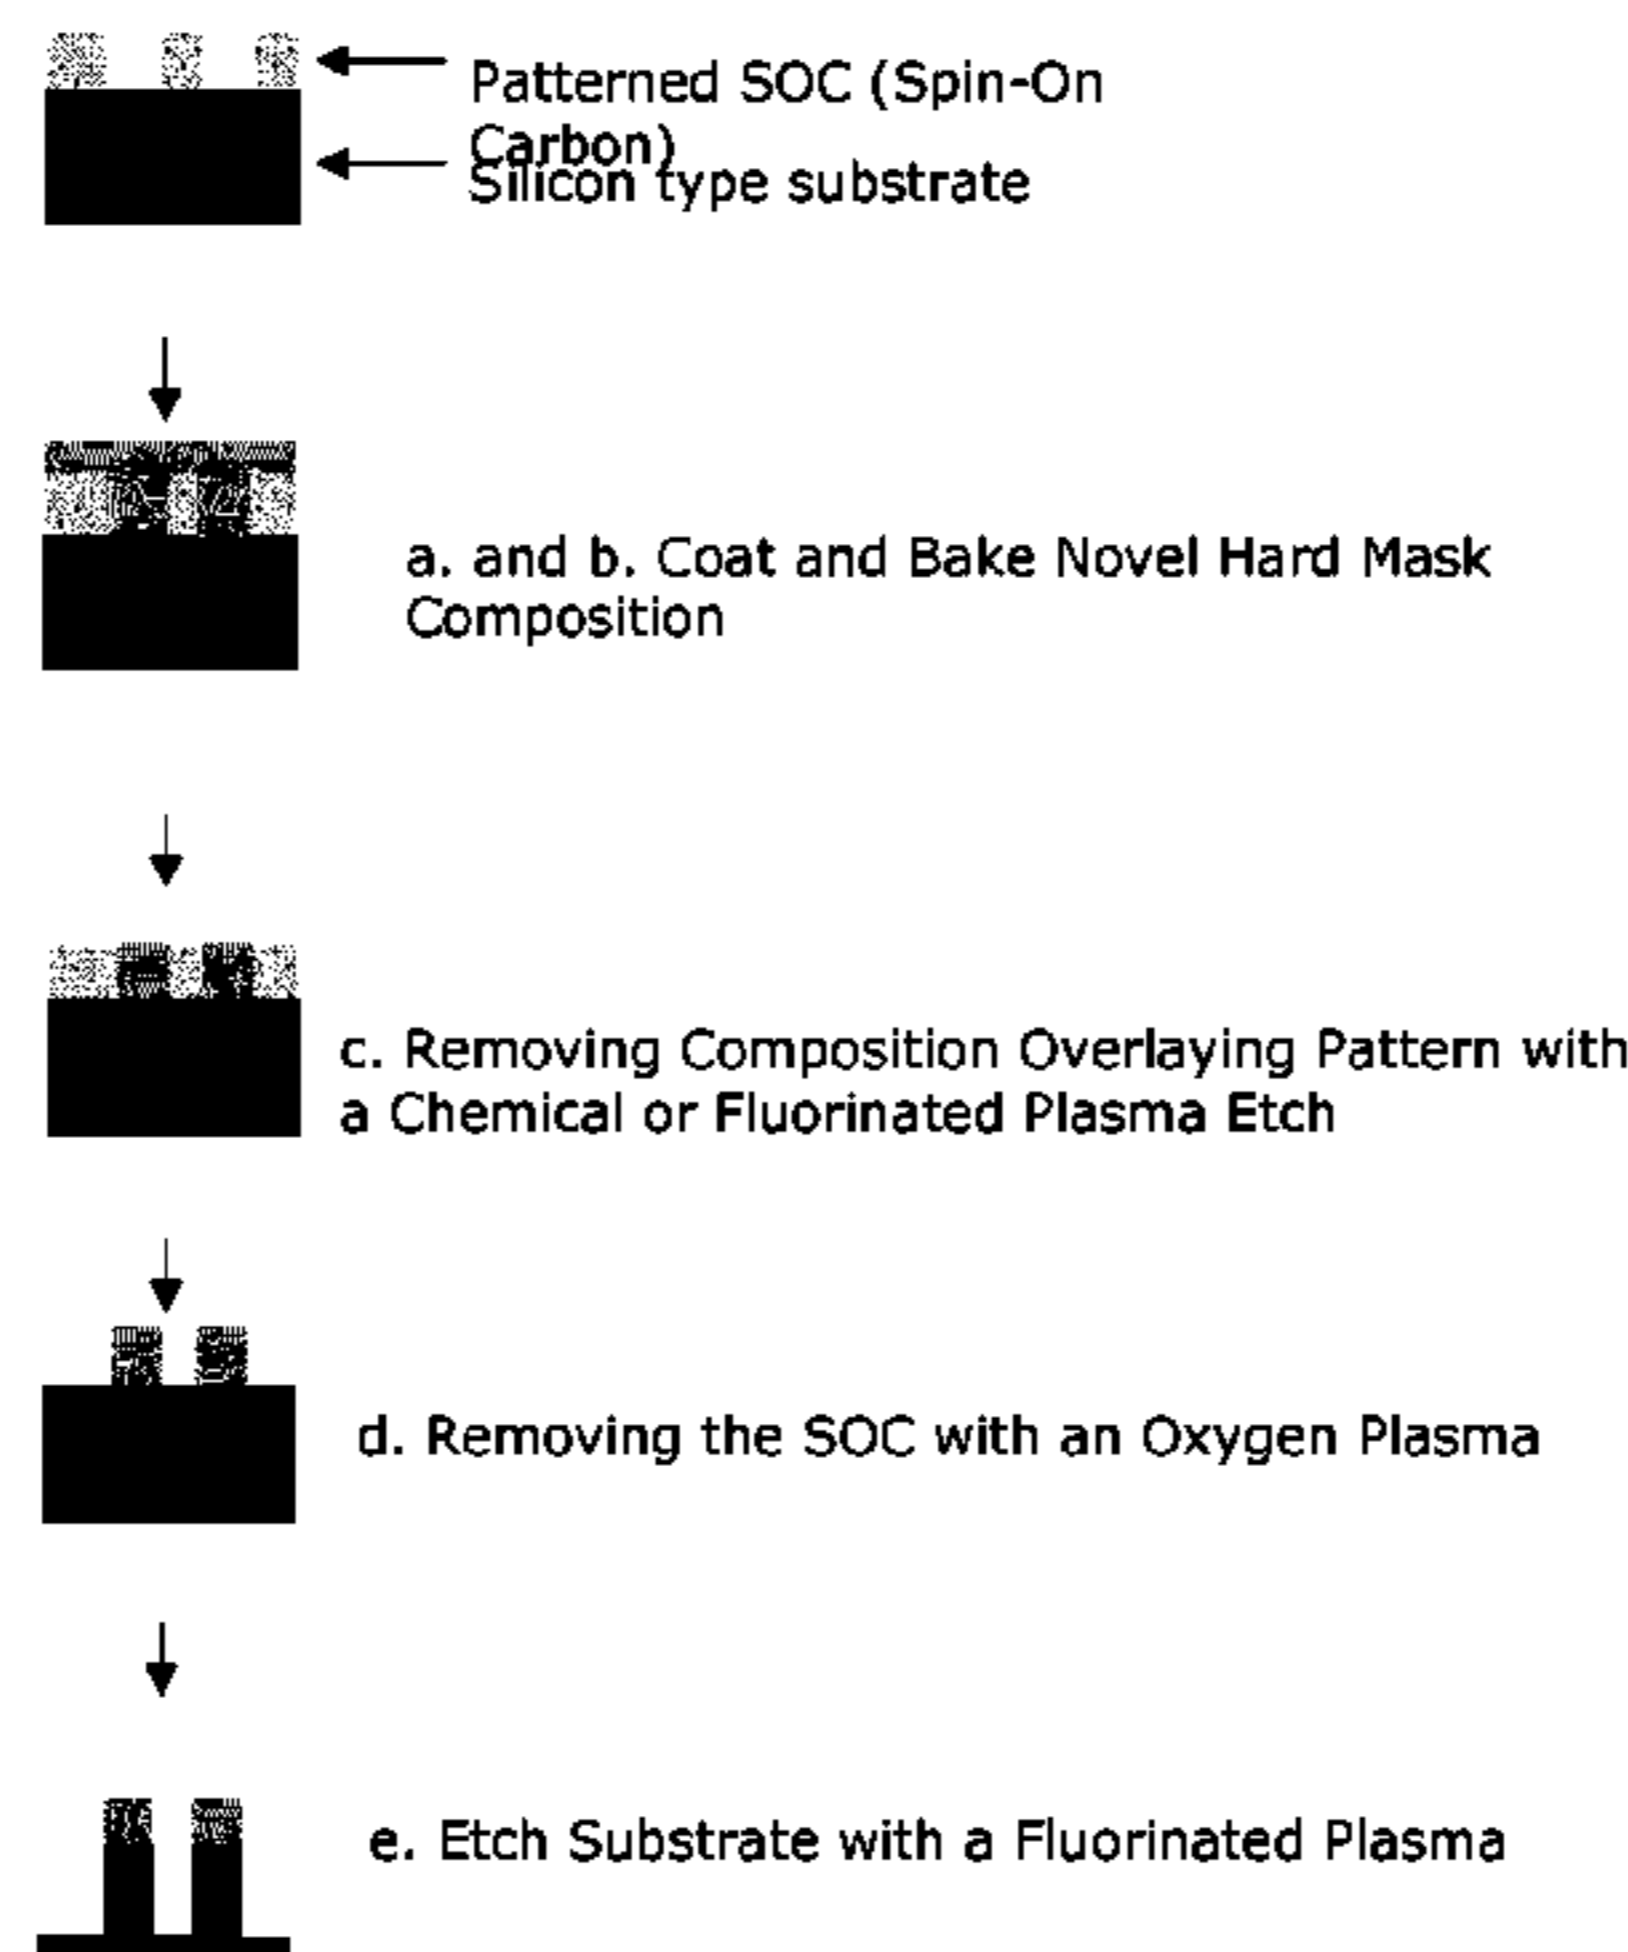 Patterned SOC (Spin-On
Carbon)
Silicon type substrate
a. and b. Coat and Bake Novel Hard Mask
Composition
c. Removing Composition Overlaying Pattern with
a Chemical or Fluorinated Plasma Etch
d. Removing the SOC with an Oxygen Plasma
e. Etch Substrate with a Fluorinated Plasma